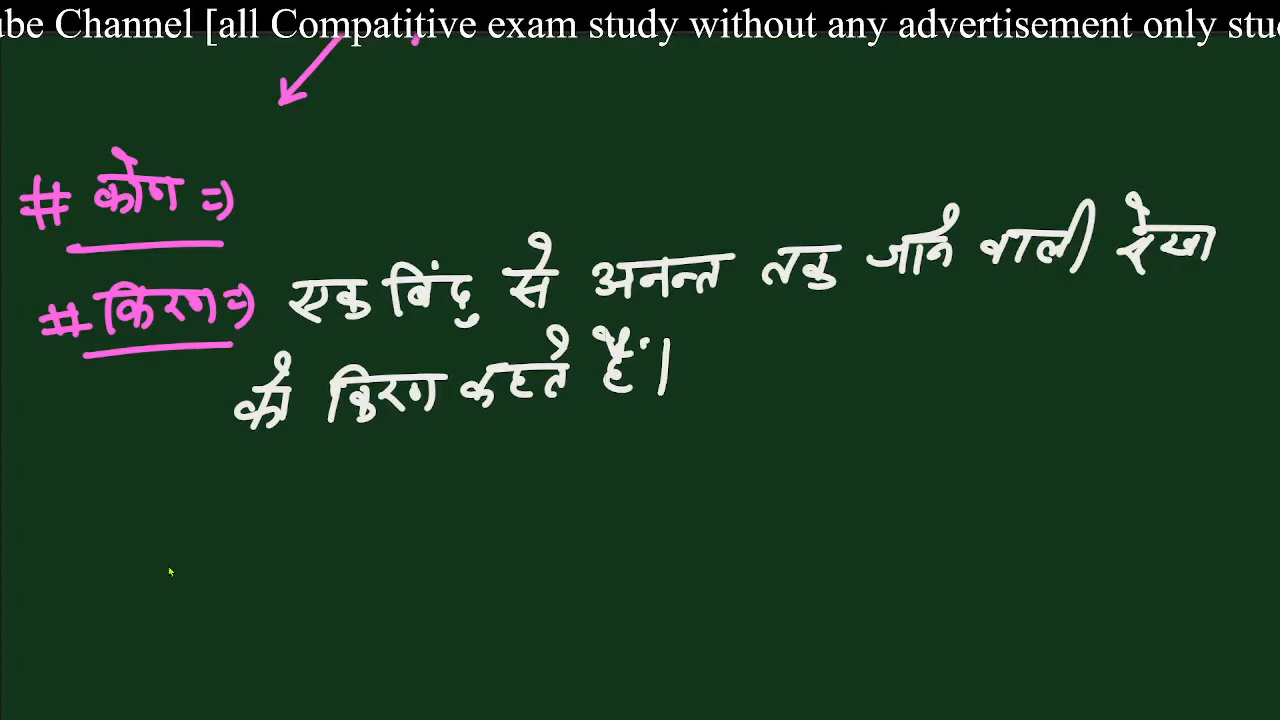 ube Channel [all Compatitive exam study without any advertisement only stu
# कोण =>
# किरण => एक बिंदु से अनन्त तक जाने वाली रेखा
को किरण कहते हैं।